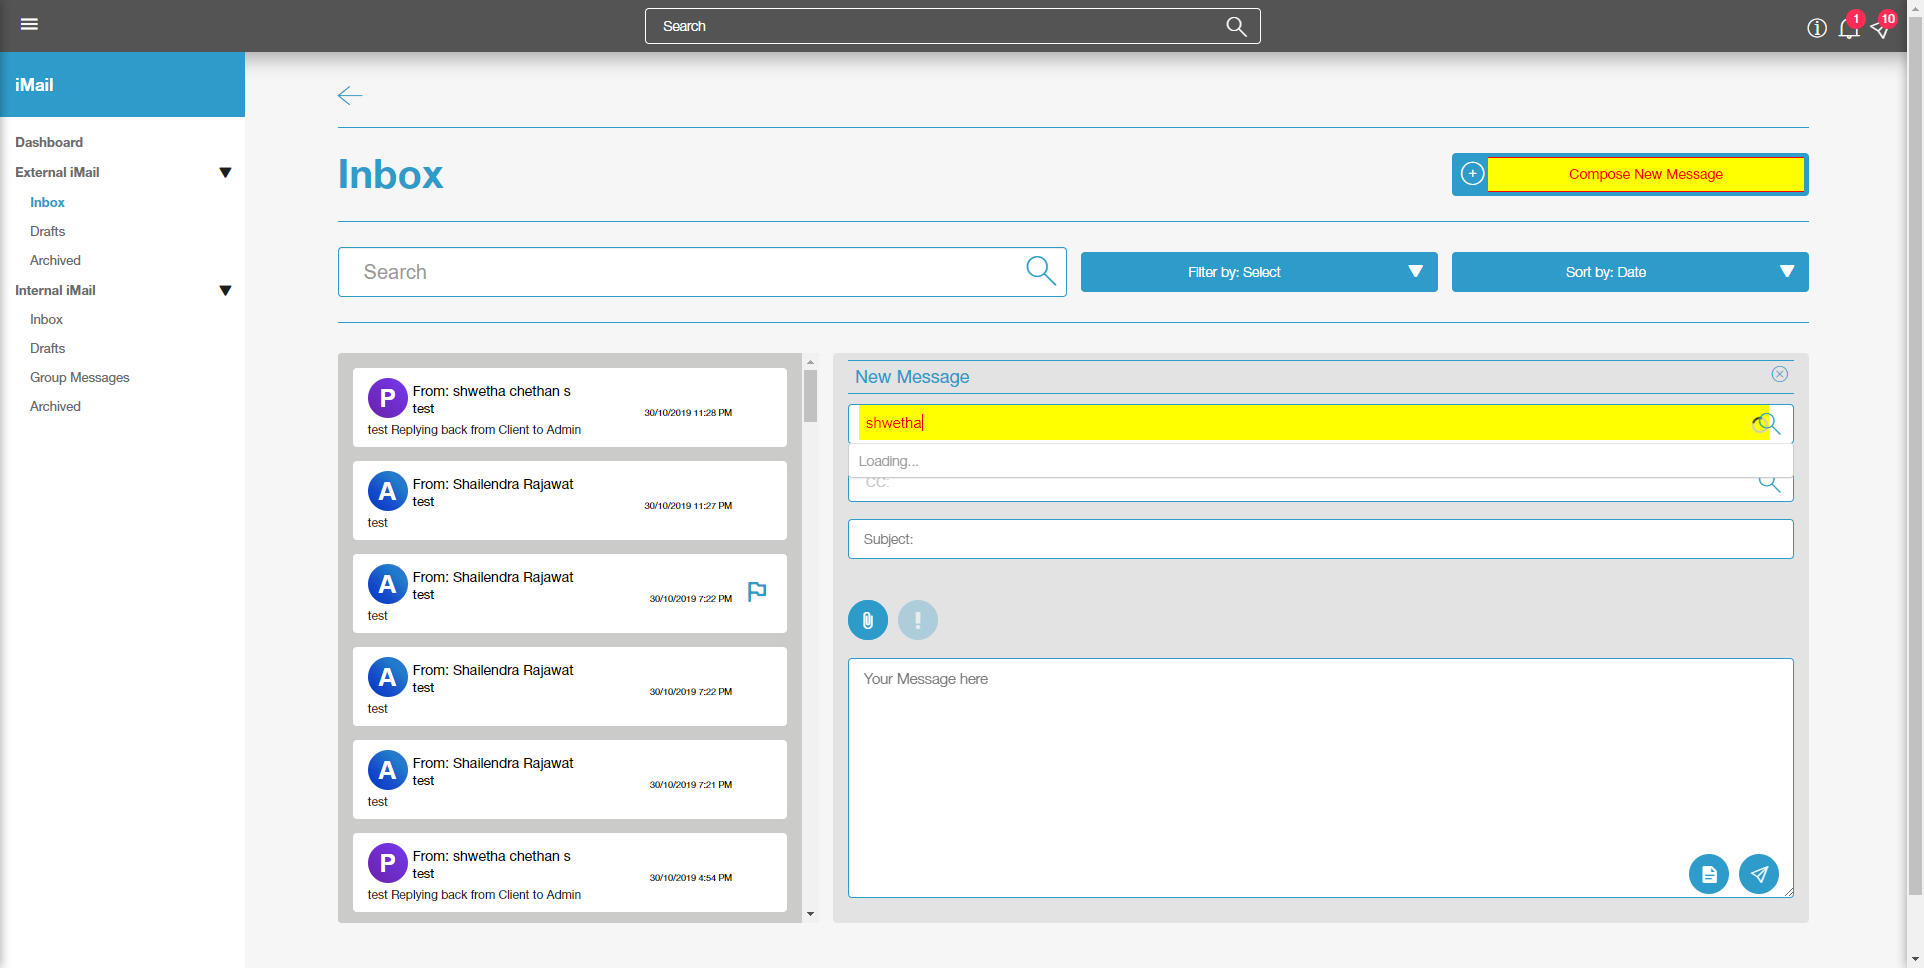 Search
1
10
iMail
Dashboard
External iMail
Inbox
Drafts
Archived
Internal iMail
Inbox
Drafts
Group Messages
Archived
Inbox
Compose New Message
Search
Filter by: Select
Sort by: Date
P
From: shwetha chethan s
test
30/10/2019 11:28 PM
test Replying back from Client to Admin
A
From: Shailendra Rajawat
test
30/10/2019 11:27 PM
test
A
From: Shailendra Rajawat
test
30/10/2019 7:22 PM
test
A
From: Shailendra Rajawat
test
30/10/2019 7:22 PM
test
A
From: Shailendra Rajawat
test
30/10/2019 7:21 PM
test
P
From: shwetha chethan s
test
30/10/2019 4:54 PM
test Replying back from Client to Admin
New Message
shwetha
Loading...
CC:
Subject:
Your Message here